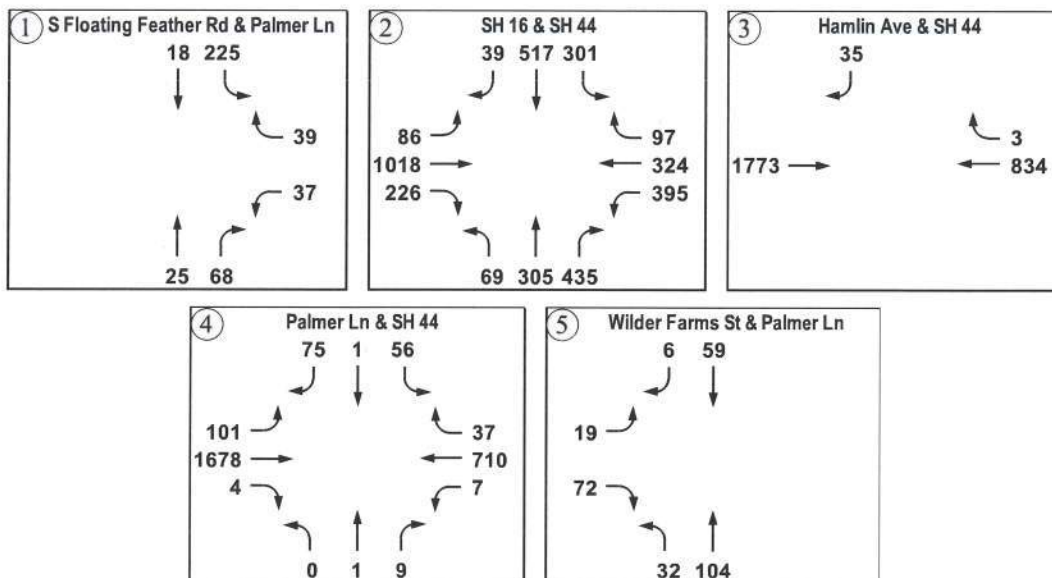 1 S Floating Feather Rd & Palmer Ln
18 225
39
37
25 68
2 SH 16 & SH 44
39 517 301
86 97
1018 324
226 395
69 305 435
3 Hamlin Ave & SH 44
35
3
1773 834
4 Palmer Ln & SH 44
75 1 56
101 37
1678 710
4 7
0 1 9
5 Wilder Farms St & Palmer Ln
6 59
19
72
32 104